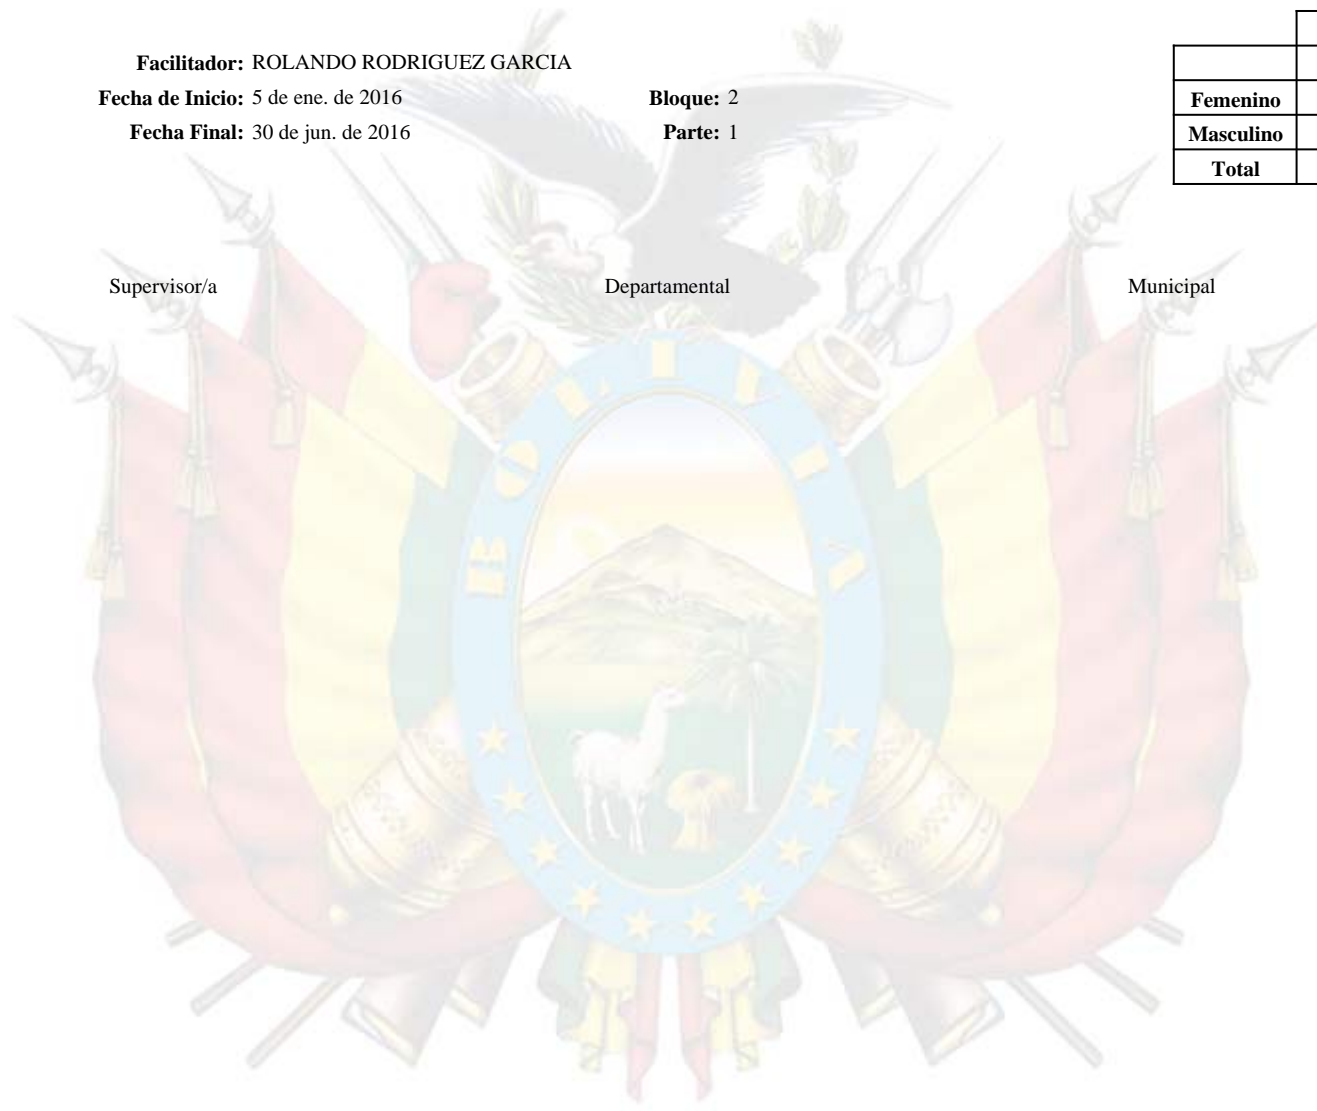 Facilitador: ROLANDO RODRIGUEZ GARCIA
Fecha de Inicio: 5 de ene. de 2016 Bloque: 2
Fecha Final: 30 de jun. de 2016 Parte: 1
Femenino
Masculino
Total
Supervisor/a Departamental Municipal
BOLIVIA